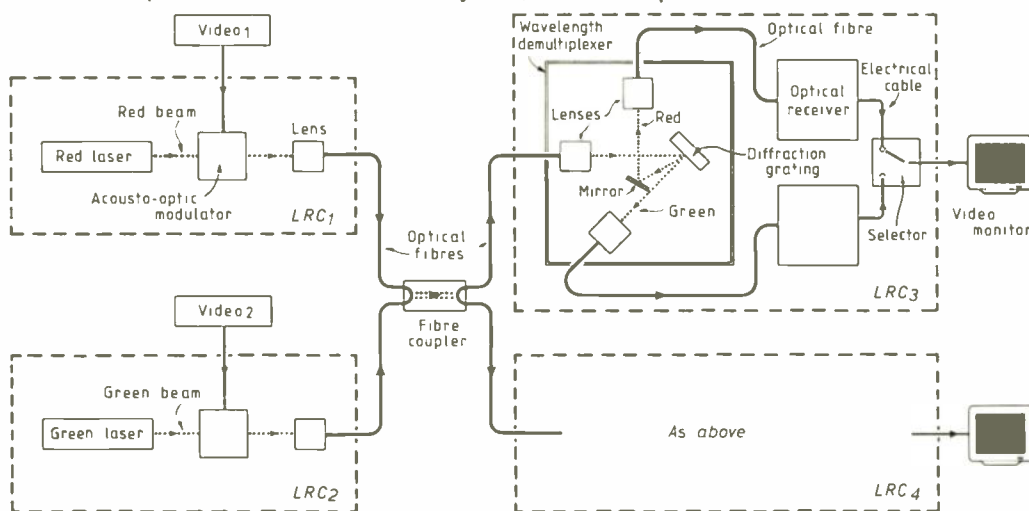 Video 1
Red beam
Lens
Red laser
Acousto-optic
modulator
LRC1
Video 2
Green beam
Green laser
LRC2
Optical
fibres
Fibre
coupler
Wavelength
demultiplexer
Optical fibre
Lenses
Red
Diffraction
grating
Mirror
Green
Optical
receiver
Electrical
cable
Selector
Video
monitor
LRC3
As above
LRC4